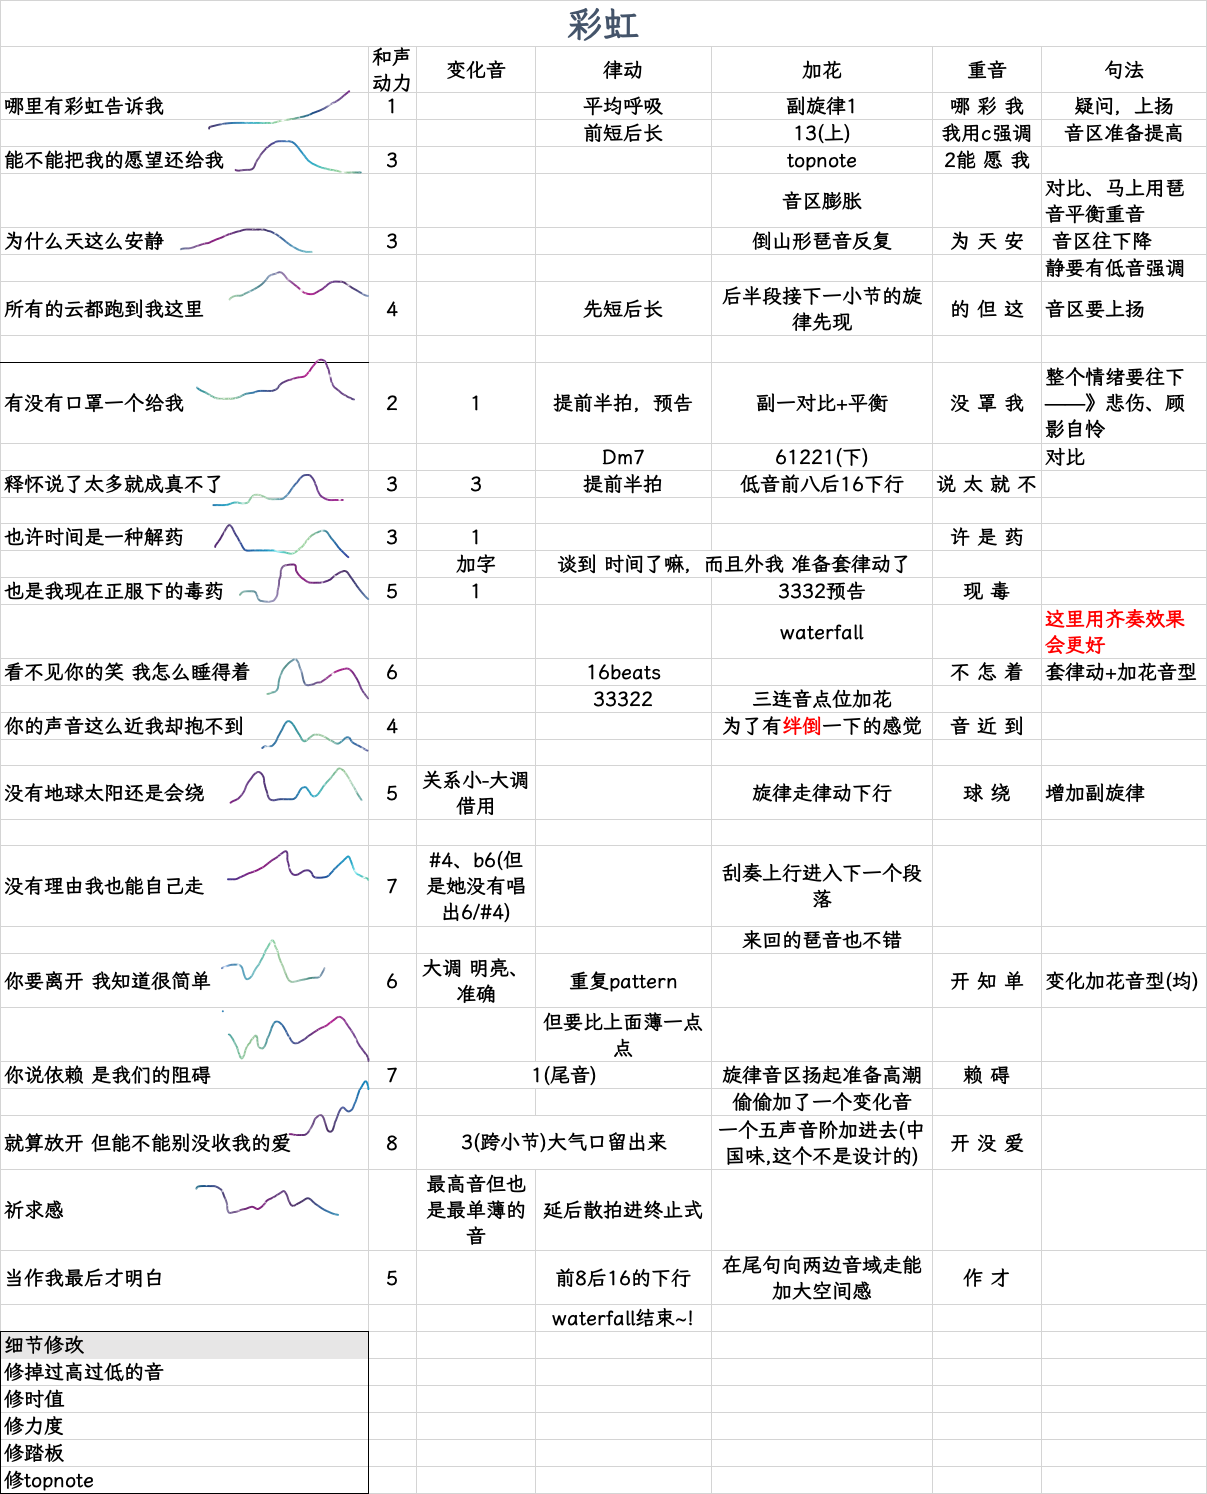 彩虹
和声动力 变化音 律动 加花 重音 句法
哪里有彩虹告诉我 1 平均呼吸 副旋律1 哪 彩 我 疑问，上扬
前短后长 13(上) 我用c强调 音区准备提高
能不能把我的愿望还给我 3 topnote 2能 愿 我
音区膨胀 对比、马上用琶音平衡重音
为什么天这么安静 3 倒山形琶音反复 为 天 安 音区往下降
静要有低音强调
所有的云都跑到我这里 4 先短后长 后半段接下一小节的旋律先现 的 但 这 音区要上扬
有没有口罩一个给我 2 1 提前半拍，预告 副一对比+平衡 没 罩 我 整个情绪要往下——》悲伤、顾影自怜
Dm7 61221(下) 对比
释怀说了太多就成真不了 3 3 提前半拍 低音前八后16下行 说 太 就 不
也许时间是一种解药 3 1 许 是 药
加字 谈到 时间了嘛，而且外我 准备套律动了
也是我现在正服下的毒药 5 1 3332预告 现 毒
waterfall 这里用齐奏效果会更好
看不见你的笑 我怎么睡得着 6 16beats 不 怎 着 套律动+加花音型
33322 三连音点位加花
你的声音这么近我却抱不到 4 为了有绊倒一下的感觉 音 近 到
没有地球太阳还是会绕 5 关系小-大调借用 旋律走律动下行 球 绕 增加副旋律
没有理由我也能自己走 7 #4、b6(但是她没有唱出6/#4) 刮奏上行进入下一个段落
来回的琶音也不错
你要离开 我知道很简单 6 大调 明亮、准确 重复pattern 开 知 单 变化加花音型(均)
但要比上面薄一点点
你说依赖 是我们的阻碍 7 1(尾音) 旋律音区扬起准备高潮 赖 碍
偷偷加了一个变化音
就算放开 但能不能别没收我的爱 8 3(跨小节)大气口留出来 一个五声音阶加进去(中国味,这个不是设计的) 开 没 爱
祈求感 最高音但也是最单薄的音 延后散拍进终止式
当作我最后才明白 5 前8后16的下行 在尾句向两边音域走能加大空间感 作 才
waterfall结束~!
细节修改
修掉过高过低的音
修时值
修力度
修踏板
修topnote